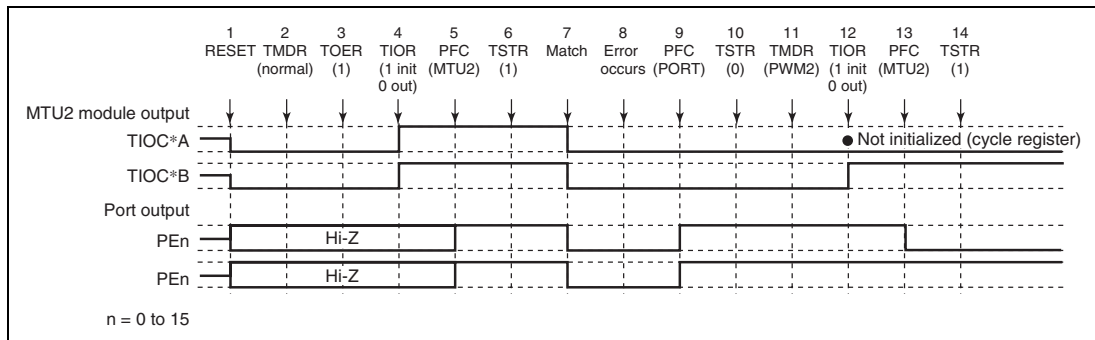 1 2 3 4 5 6 7 8 9 10 11 12 13 14
RESET TMDR TOER TIOR PFC TSTR Match Error PFC TSTR TMDR TIOR PFC TSTR
(normal) (1) (1 init (MTU2) (1) occurs (PORT) (0) (PWM2) (1 init (MTU2) (1)
0 out) 0 out)
MTU2 module output
TIOC*A
● Not initialized (cycle register)
TIOC*B
Port output
PEn
Hi-Z
PEn
Hi-Z
n = 0 to 15